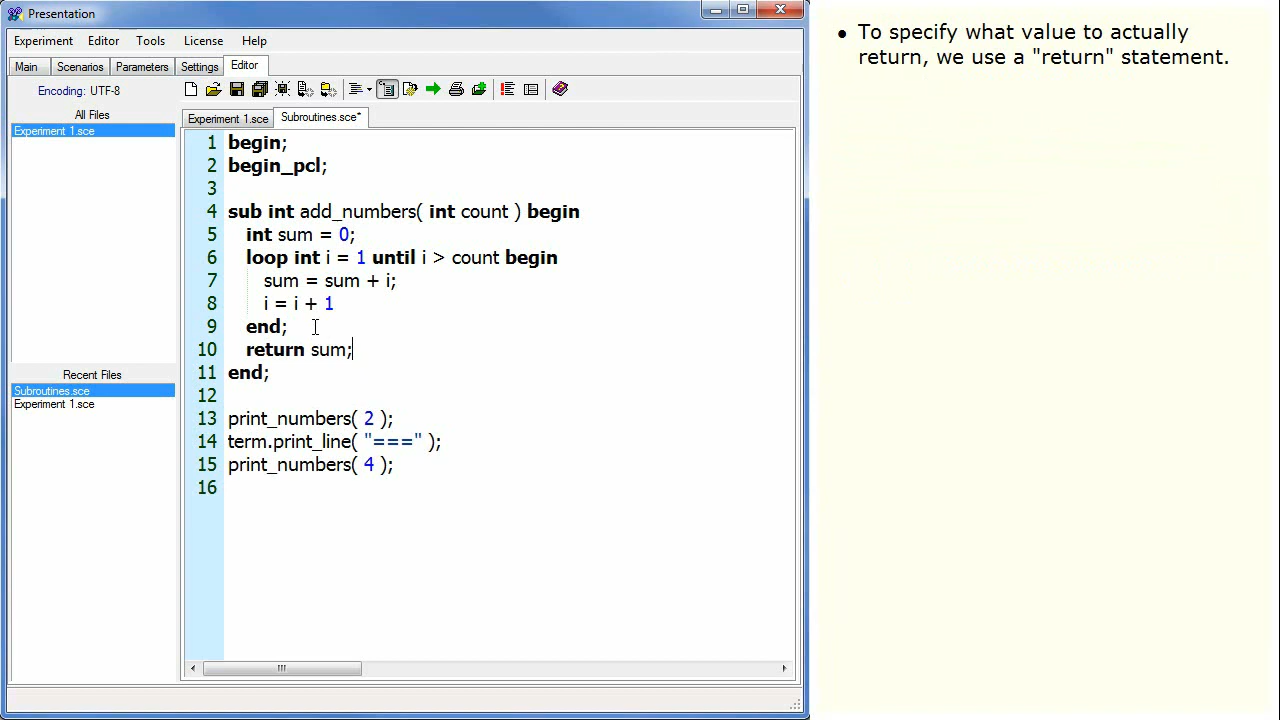 Presentation
Experiment Editor Tools License Help
Main Scenarios Parameters Settings Editor
Encoding: UTF-8
All Files
Experiment 1.sce
Recent Files
Subroutines.sce
Experiment 1.sce
Experiment 1.sce Subroutines.sce*
1 begin;
2 begin_pcl;
3
4 sub int add_numbers( int count ) begin
5 int sum = 0;
6 loop int i = 1 until i > count begin
7 sum = sum + i;
8 i = i + 1
9 end;
10 return sum;
11 end;
12
13 print_numbers( 2 );
14 term.print_line( "===" );
15 print_numbers( 4 );
16
• To specify what value to actually
return, we use a "return" statement.